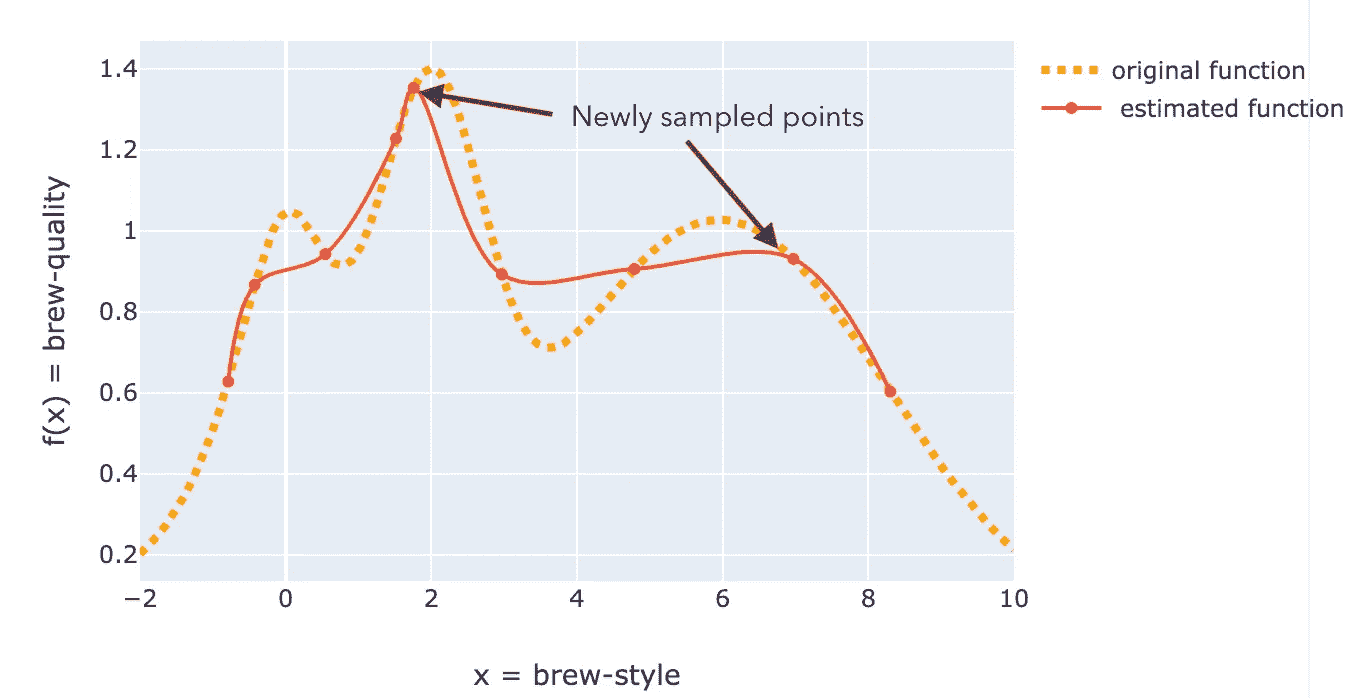 1.4
1.2
1
0.8
0.6
0.4
0.2
f(x) = brew-quality
−2
0
2
4
6
8
10
x = brew-style
Newly sampled points
original function
estimated function